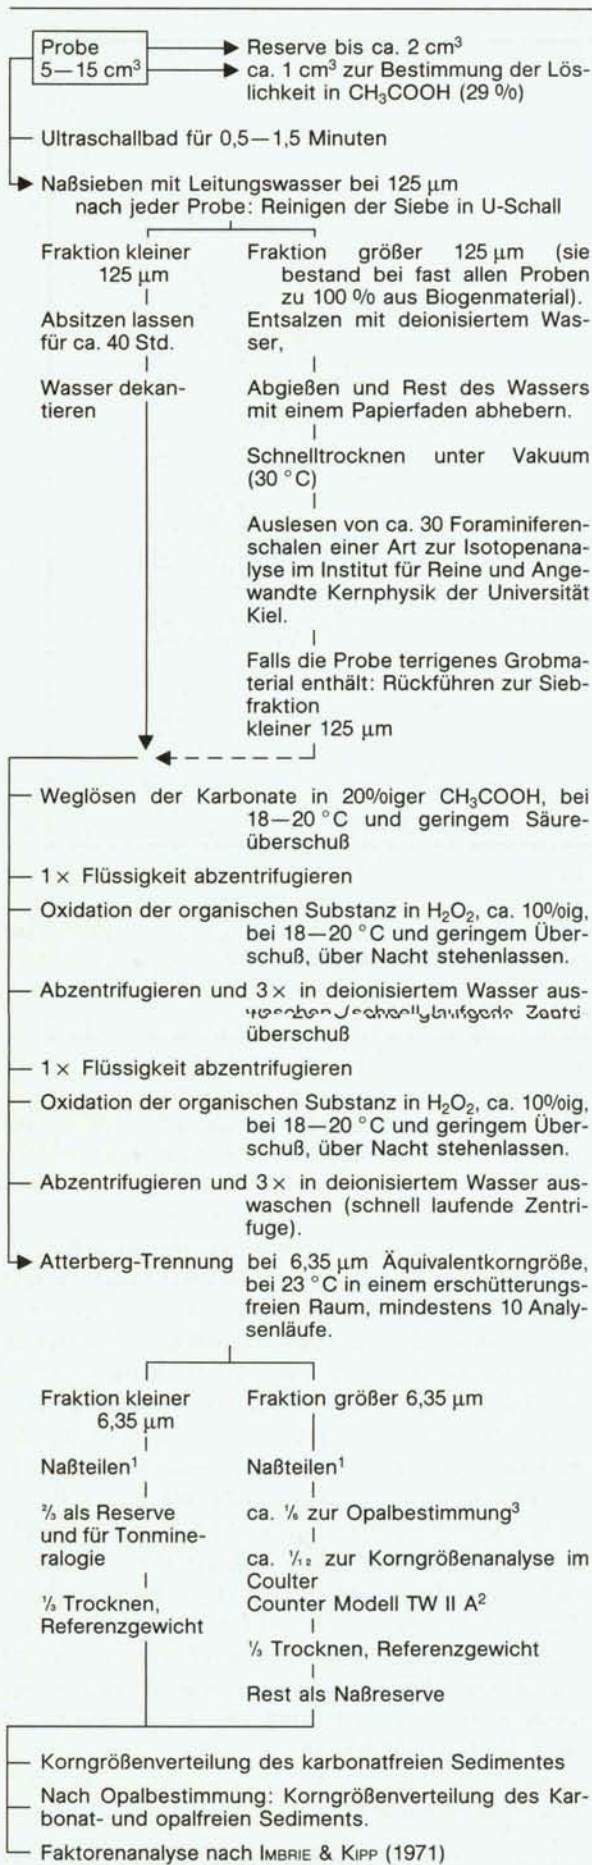 Probe
5—15 cm³
Reserve bis ca. 2 cm³
ca. 1 cm³ zur Bestimmung der Lös-
lichkeit in CH₃COOH (29 %)
Ultraschallbad für 0,5—1,5 Minuten
Naßsieben mit Leitungswasser bei 125 µm
nach jeder Probe: Reinigen der Siebe in U-Schall
Fraktion kleiner
125 µm
Absitzen lassen
für ca. 40 Std.
Wasser dekan-
tieren
Fraktion größer 125 µm (sie
bestand bei fast allen Proben
zu 100 % aus Biogenmaterial).
Entsalzen mit deionisiertem Was-
ser,
Abgießen und Rest des Wassers
mit einem Papierfaden abhebern.
Schnelltrocknen unter Vakuum
(30 °C)
Auslesen von ca. 30 Foraminiferen-
schalen einer Art zur Isotopenana-
lyse im Institut für Reine und Ange-
wandte Kernphysik der Universität
Kiel.
Falls die Probe terrigenes Grobma-
terial enthält: Rückführen zur Sieb-
fraktion
kleiner 125 µm
Weglösen der Karbonate in 20%iger CH₃COOH, bei
18—20 °C und geringem Säure-
überschuß
1 × Flüssigkeit abzentrifugieren
Oxidation der organischen Substanz in H₂O₂, ca. 10%ig,
bei 18—20 °C und geringem Über-
schuß, über Nacht stehenlassen.
Abzentrifugieren und 3 × in deionisiertem Wasser aus-
überschuß
1 × Flüssigkeit abzentrifugieren
Oxidation der organischen Substanz in H₂O₂, ca. 10%ig,
bei 18—20 °C und geringem Über-
schuß, über Nacht stehenlassen.
Abzentrifugieren und 3 × in deionisiertem Wasser aus-
waschen (schnell laufende Zentri-
fuge).
Atterberg-Trennung bei 6,35 µm Äquivalentkorngröße,
bei 23 °C in einem erschütterungs-
freien Raum, mindestens 10 Analy-
senläufe.
Fraktion kleiner
6,35 µm
Naßteilen¹
⅔ als Reserve
und für Tonmine-
ralogie
⅓ Trocknen,
Referenzgewicht
Fraktion größer 6,35 µm
Naßteilen¹
ca. ⅙ zur Opalbestimmung³
ca. ¹/₁₂ zur Korngrößenanalyse im
Coulter
Counter Modell TW II A²
⅓ Trocknen, Referenzgewicht
Rest als Naßreserve
Korngrößenverteilung des karbonatfreien Sedimentes
Nach Opalbestimmung: Korngrößenverteilung des Kar-
bonat- und opalfreien Sediments.
Faktorenanalyse nach IMBRIE & KIPP (1971)